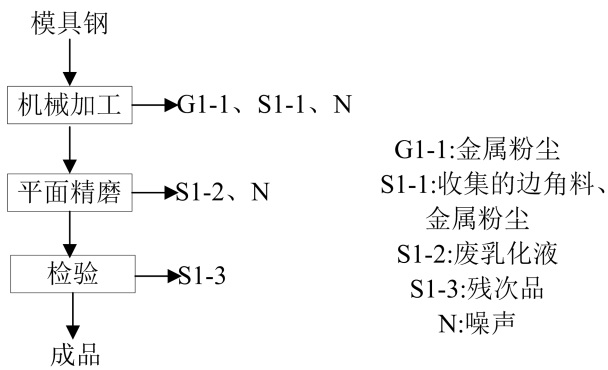 模具钢
机械加工
G1-1、S1-1、N
平面精磨
S1-2、N
检验
S1-3
成品
G1-1:金属粉尘
S1-1:收集的边角料、
金属粉尘
S1-2:废乳化液
S1-3:残次品
N:噪声